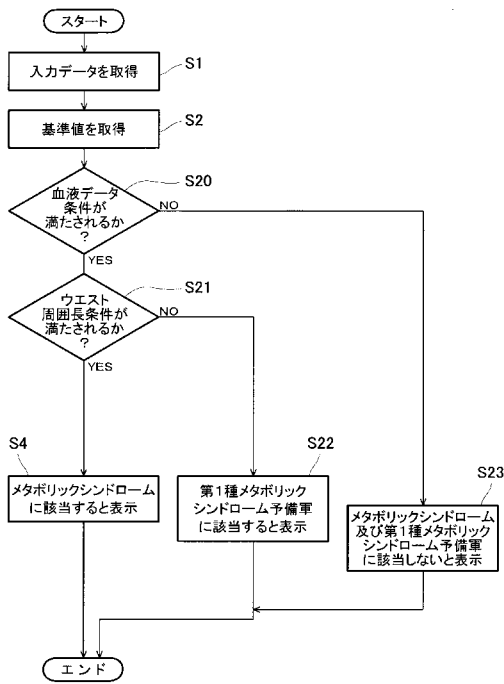 スタート
入力データを取得
S1
基準値を取得
S2
血液データ
条件が
満たされるか
?
S20
NO
YES
ウエスト
周囲長条件が
満たされるか
?
S21
NO
YES
S4
メタボリックシンドローム
に該当すると表示
S22
第1種メタボリック
シンドローム予備軍
に該当すると表示
S23
メタボリックシンドローム
及び第1種メタボリック
シンドローム予備軍
に該当しないと表示
エンド